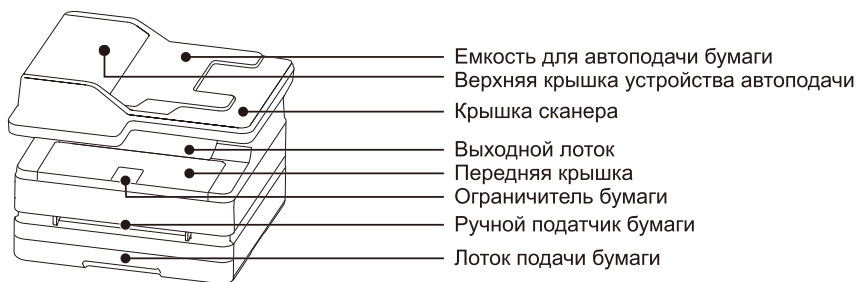 Емкость для автоподачи бумаги
Верхняя крышка устройства автоподачи
Крышка сканера
Выходной лоток
Передняя крышка
Ограничитель бумаги
Ручной податчик бумаги
Лоток подачи бумаги